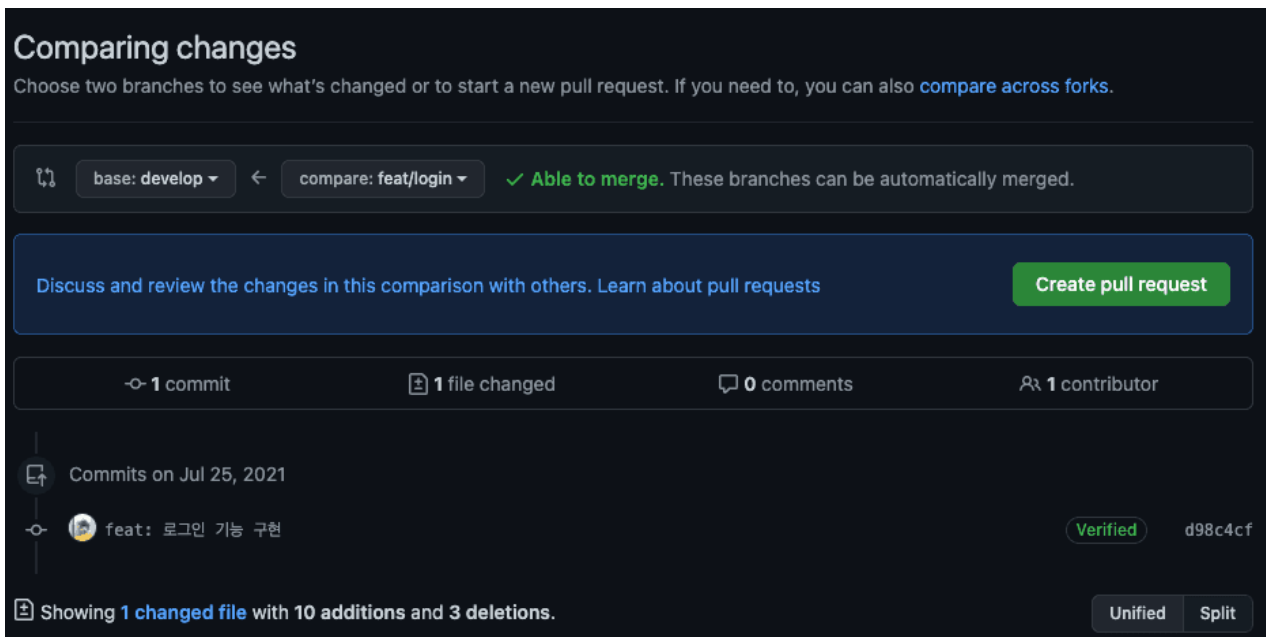 Comparing changes
Choose two branches to see what's changed or to start a new pull request. If you need to, you can also compare across forks.
base: develop compare: feat/login Able to merge. These branches can be automatically merged.
Discuss and review the changes in this comparison with others. Learn about pull requests Create pull request
1 commit 1 file changed 0 comments 1 contributor
Commits on Jul 25, 2021
feat: 로그인 기능 구현 Verified d98c4cf
Showing 1 changed file with 10 additions and 3 deletions. Unified Split